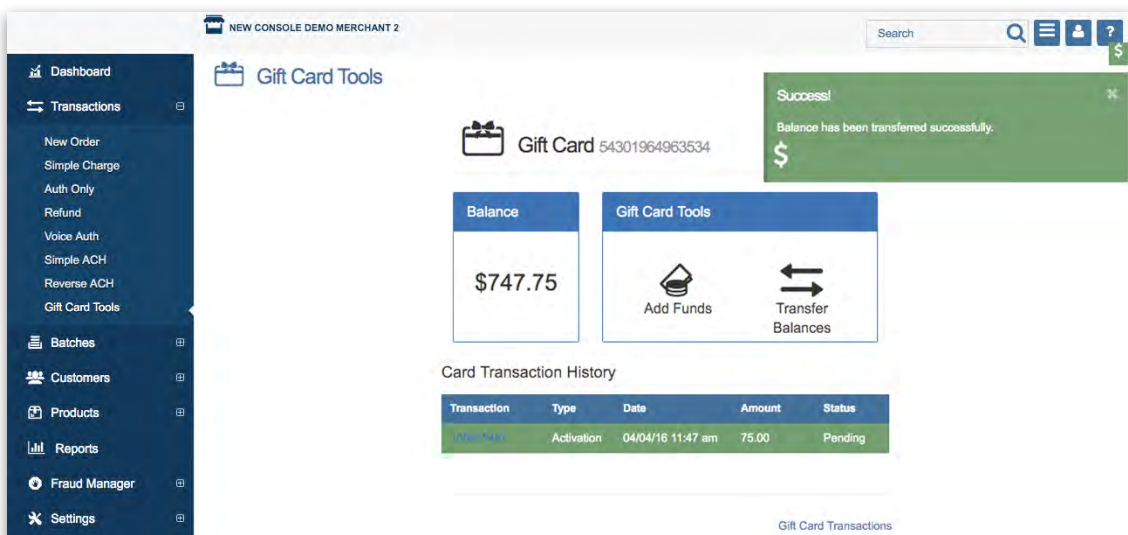 NEW CONSOLE DEMO MERCHANT 2
Search
?
$
Dashboard
Transactions
New Order
Simple Charge
Auth Only
Refund
Voice Auth
Simple ACH
Reverse ACH
Gift Card Tools
Batches
Customers
Products
Reports
Fraud Manager
Settings
Gift Card Tools
Success!
Balance has been transferred successfully.
$
Gift Card 54301964963534
Balance
$747.75
Gift Card Tools
Add Funds
Transfer
Balances
Card Transaction History
Transaction Type Date Amount Status
Activation 04/04/16 11:47 am 75.00 Pending
Gift Card Transactions